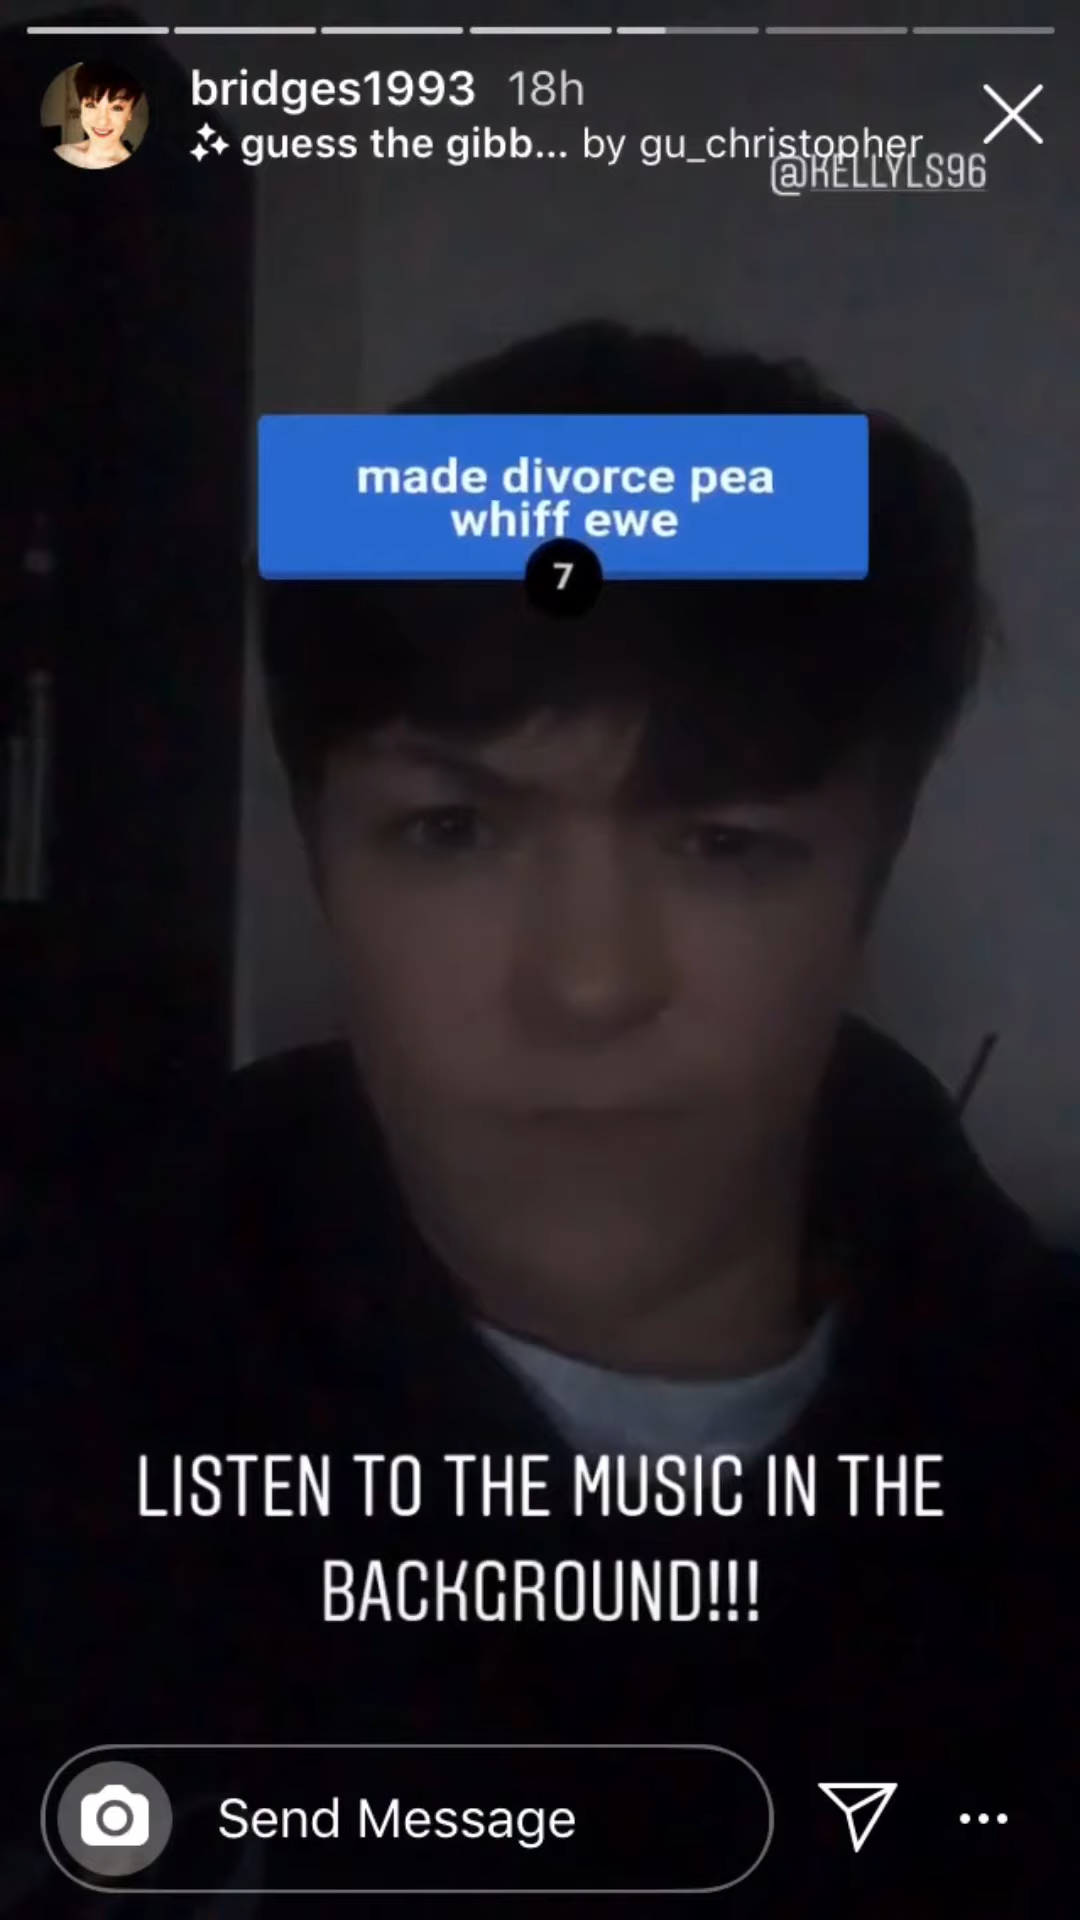 bridges1993 18h
guess the gibb... by gu_christopher
@KELLYLS96
made divorce pea
whiff ewe
7
LISTEN TO THE MUSIC IN THE
BACKGROUND!!!
Send Message